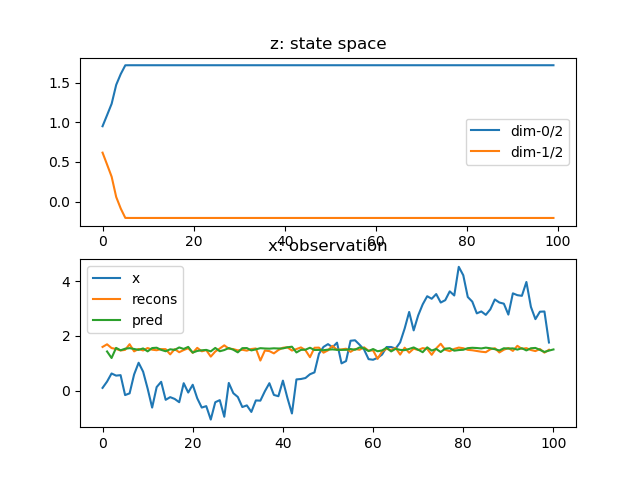 z: state space
1.5
1.0
0.5
0.0
dim-0/2
dim-1/2
0 20 40 60 80 100
x: observation
4
2
0
x
recons
pred
0 20 40 60 80 100